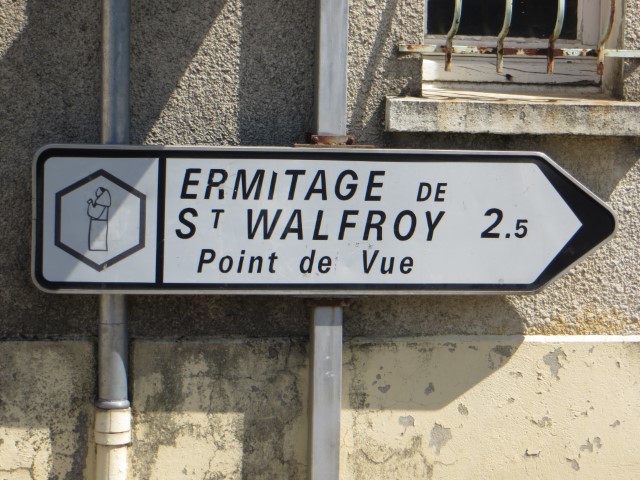 ERMITAGE DE
ST WALFROY 2.5
Point de Vue